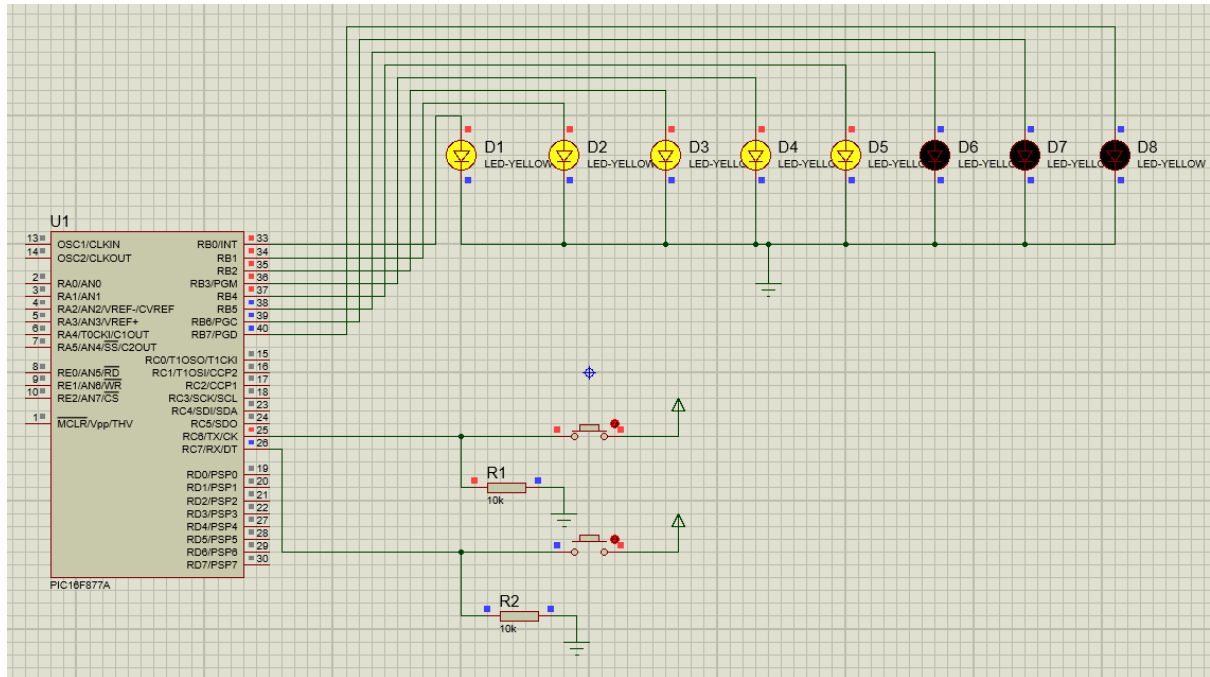 D1
LED-YELLOW
D2
LED-YELLOW
D3
LED-YELLOW
D4
LED-YELLOW
D5
LED-YELLOW
D6
LED-YELLOW
D7
LED-YELLOW
D8
LED-YELLOW
U1
13 OSC1/CLKIN RB0/INT 33
14 OSC2/CLKOUT RB1 34
RB2 35
2 RA0/AN0 RB3/PGM 36
3 RA1/AN1 RB4 37
4 RA2/AN2/VREF-/CVREF RB5 38
5 RA3/AN3/VREF+ RB6/PGC 39
6 RA4/T0CKI/C1OUT RB7/PGD 40
7 RA5/AN4/SS/C2OUT
RC0/T1OSO/T1CKI 15
8 RE0/AN5/RD RC1/T1OSI/CCP2 16
9 RE1/AN6/WR RC2/CCP1 17
10 RE2/AN7/CS RC3/SCK/SCL 18
RC4/SDI/SDA 23
1 MCLR/Vpp/THV RC5/SDO 24
RC6/TX/CK 25
RC7/RX/DT 26
RD0/PSP0 19
RD1/PSP1 20
RD2/PSP2 21
RD3/PSP3 22
RD4/PSP4 27
RD5/PSP5 28
RD6/PSP6 29
RD7/PSP7 30
PIC16F877A
R1
10k
R2
10k